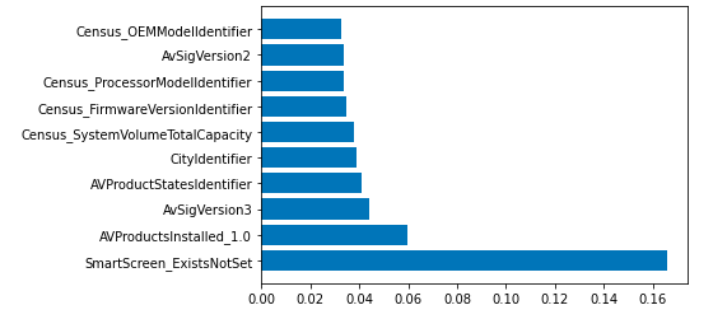 Census_OEMModelIdentifier
AvSigVersion2
Census_ProcessorModelIdentifier
Census_FirmwareVersionIdentifier
Census_SystemVolumeTotalCapacity
CityIdentifier
AVProductStatesIdentifier
AvSigVersion3
AVProductsInstalled_1.0
SmartScreen_ExistsNotSet
0.00 0.02 0.04 0.06 0.08 0.10 0.12 0.14 0.16